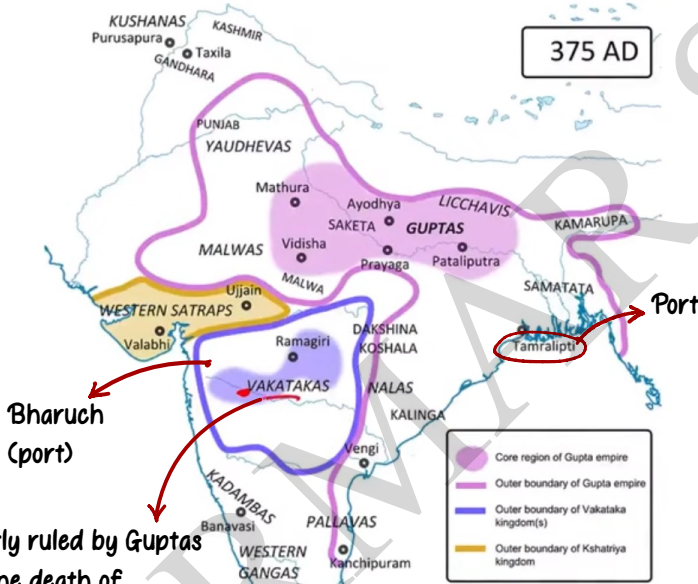 KUSHANAS
KASHMIR
Purusapura
Taxila
GANDHARA
375 AD
PUNJAB
YAUDHEVAS
Mathura
Ayodhya
LICCHAVIS
SAKETA
GUPTAS
KAMARUPA
MALWAS
Vidisha
Prayaga
Pataliputra
MALWA
SAMATATA
Ujjain
WESTERN SATRAPS
Port
Valabhi
DAKSHINA
KOSHALA
Ramagiri
Tamralipti
VAKATAKAS
NALAS
Bharuch
(port)
KALINGA
Vengi
Core region of Gupta empire
Outer boundary of Gupta empire
Outer boundary of Vakataka
kingdom(s)
Outer boundary of Kshatriya
kingdom
KADAMBAS
Banavasi
PALLAVAS
ly ruled by Guptas
WESTERN
GANGAS
Kanchipuram
death of